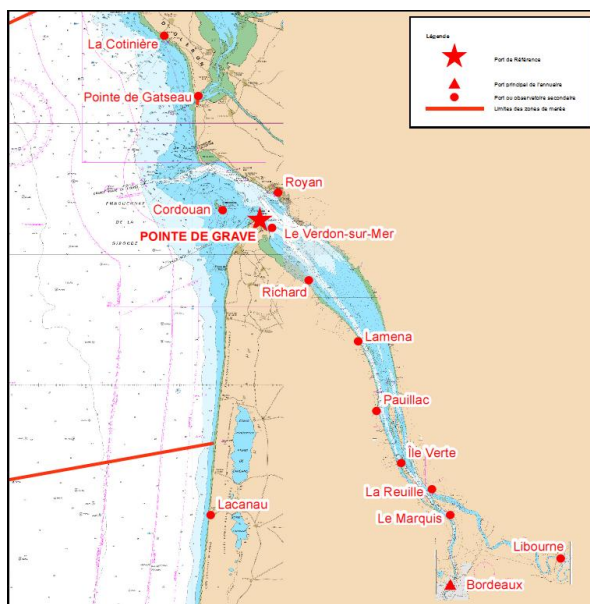 La Cotinière
Légende
Port de Référence
Port principal de l'annuaire
Port ou observatoire secondaire
Limites des zones de marée
Pointe de Gatseau
Royan
Cordouan
POINTE DE GRAVE
Le Verdon-sur-Mer
Richard
Lamena
Pauillac
Île Verte
La Reuille
Lacanau
Le Marquis
Libourne
Bordeaux